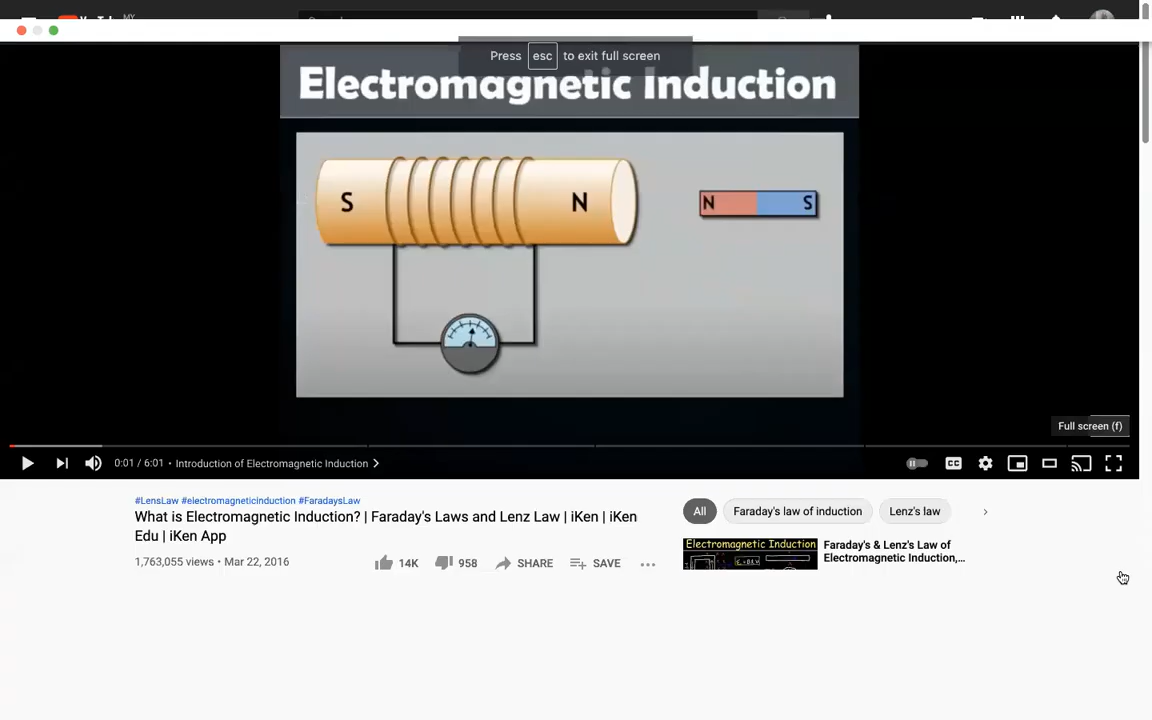 MY
Press esc to exit full screen
Electromagnetic Induction
S N N S
Full screen (f)
0:01 / 6:01 • Introduction of Electromagnetic Induction
CC
#LensLaw #electromagneticinduction #FaradaysLaw
What is Electromagnetic Induction? | Faraday's Laws and Lenz Law | iKen | iKen
Edu | iKen App
1,763,055 views • Mar 22, 2016
14K 958 SHARE SAVE
All Faraday's law of induction Lenz's law
Electromagnetic Induction
Faraday's & Lenz's Law of
Electromagnetic Induction,...